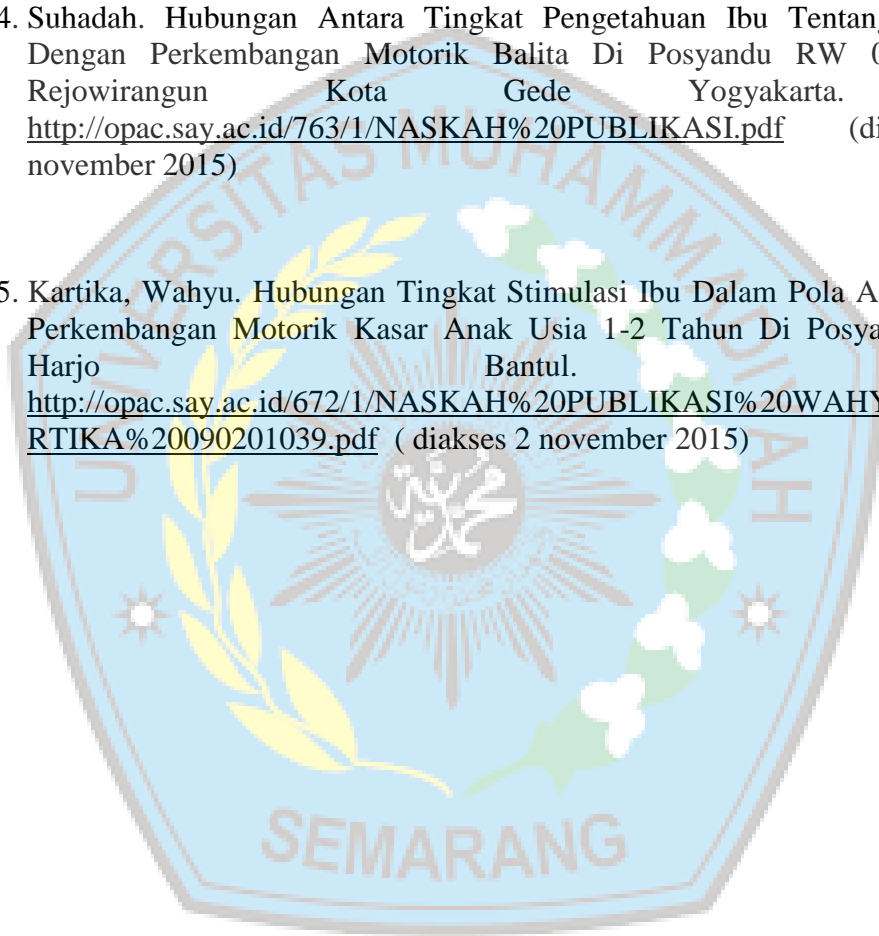 4. Suhadah. Hubungan Antara Tingkat Pengetahuan Ibu Tentang
Dengan Perkembangan Motorik Balita Di Posyandu RW 0
Rejowirangun Kota Gede Yogyakarta.
http://opac.say.ac.id/763/1/NASKAH%20PUBLIKASI.pdf (di
november 2015)
5. Kartika, Wahyu. Hubungan Tingkat Stimulasi Ibu Dalam Pola A
Perkembangan Motorik Kasar Anak Usia 1-2 Tahun Di Posya
Harjo Bantul.
http://opac.say.ac.id/672/1/NASKAH%20PUBLIKASI%20WAHY
RTIKA%20090201039.pdf ( diakses 2 november 2015)
UNIVERSITAS MUHAMMADIYAH
SEMARANG